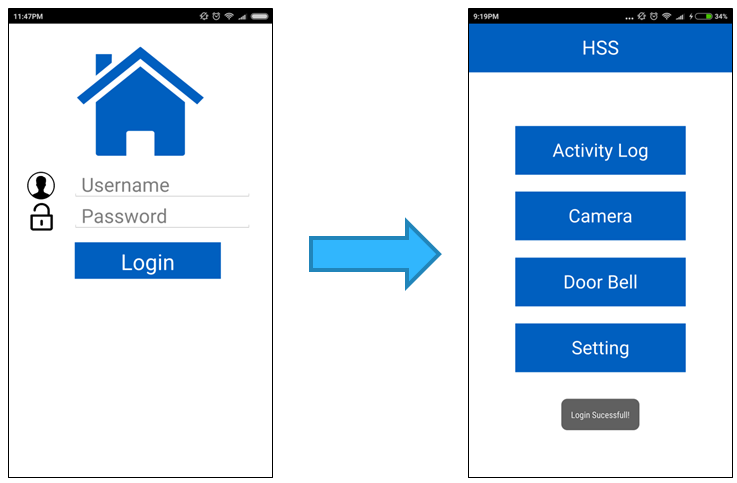 11:47PM
Username
Password
Login
9:19PM
34%
HSS
Activity Log
Camera
Door Bell
Setting
Login Sucessfull!